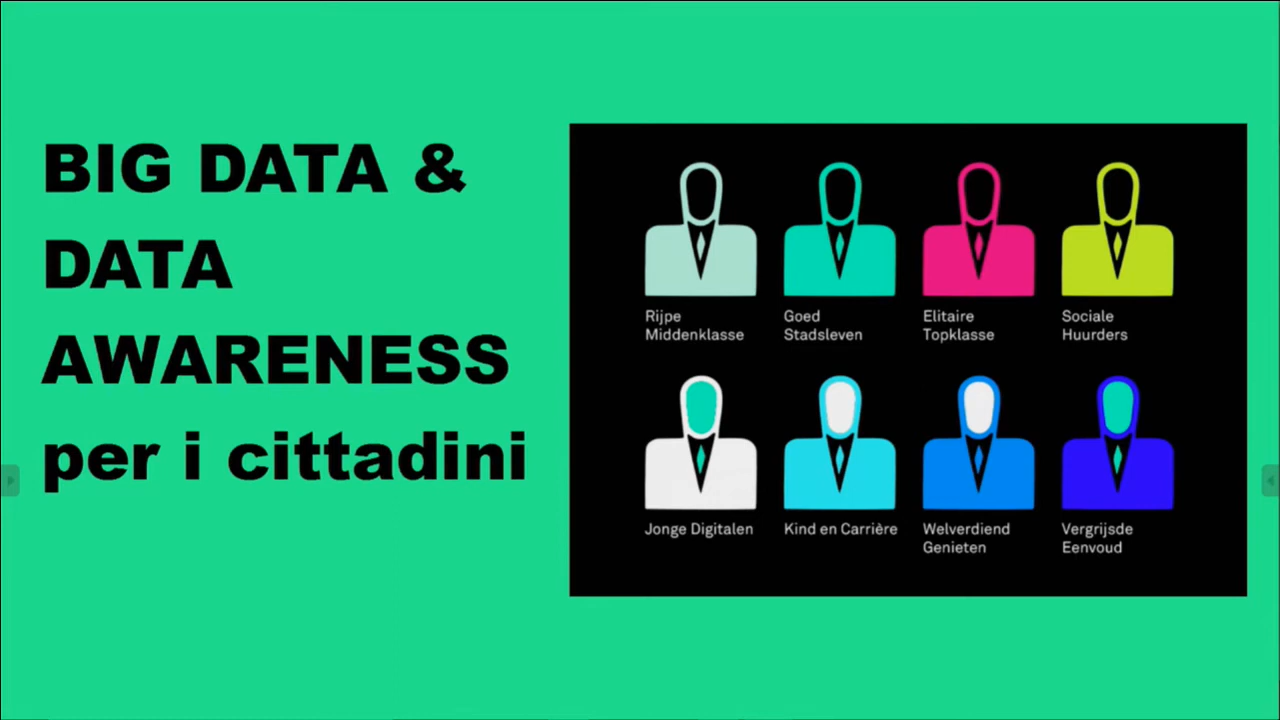 BIG DATA &
DATA
AWARENESS
per i cittadini
Rijpe
Middenklasse
Goed
Stadsleven
Elitaire
Topklasse
Sociale
Huurders
Jonge Digitalen
Kind en Carrière
Welverdiend
Genieten
Vergrijsde
Eenvoud